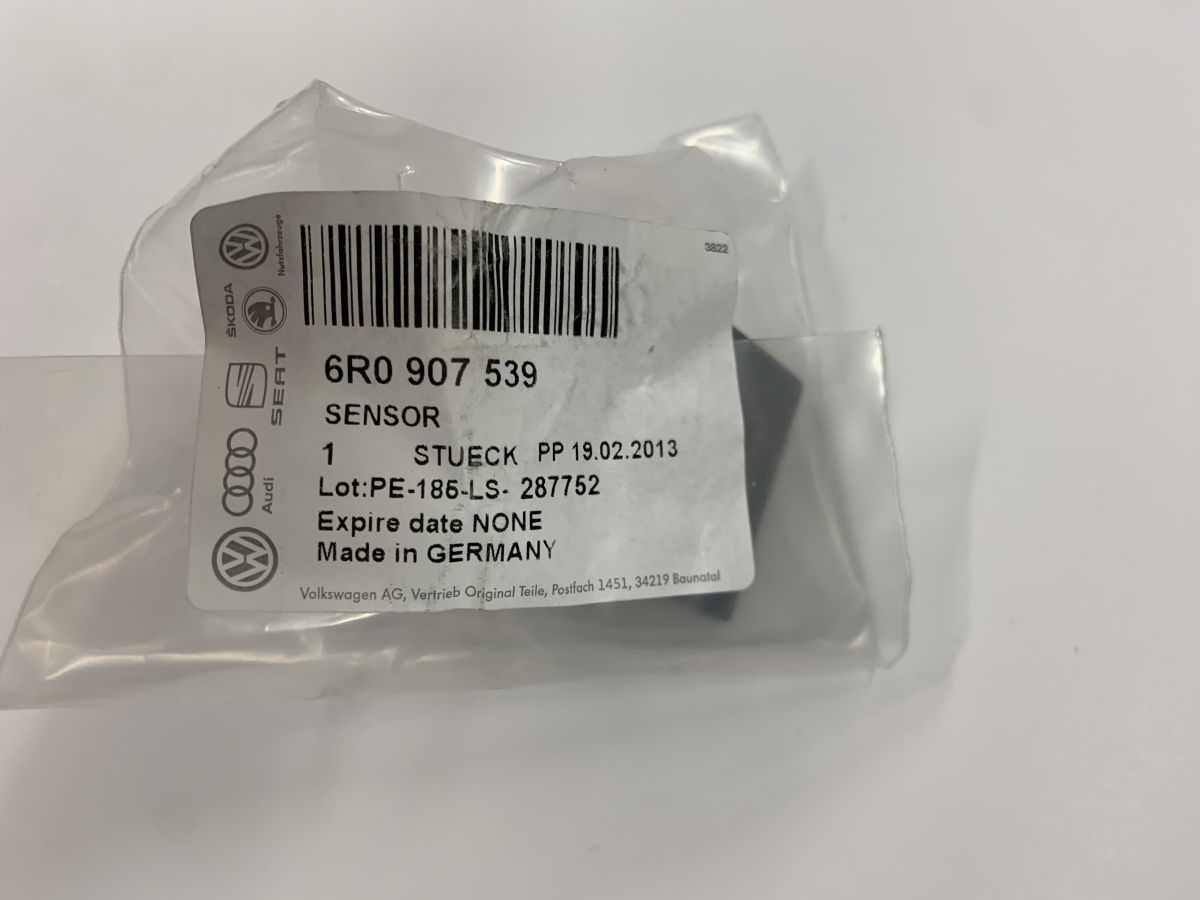 3822
Nutzfahrzeuge
ŠKODA
SEAT
Audi
6R0 907 539
SENSOR
1 STUECK PP 19.02.2013
Lot:PE-186-LS- 287752
Expire date NONE
Made in GERMANY
Volkswagen AG, Vertrieb Original Teile, Postfach 1451, 34219 Baunatal